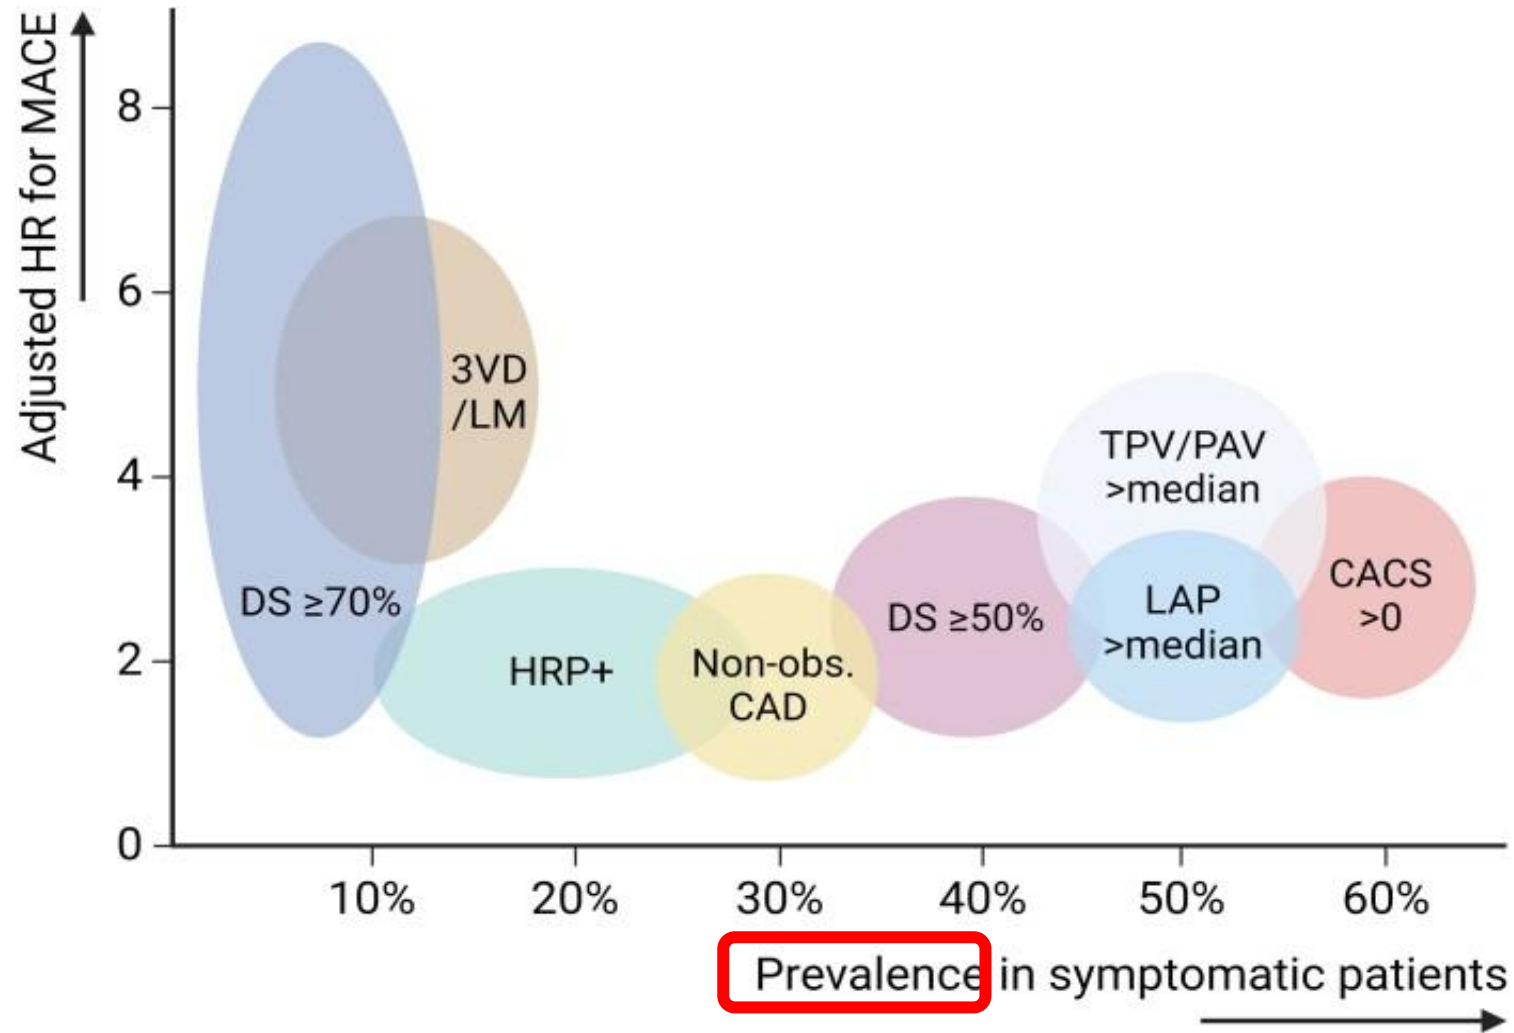 Adjusted HR for MACE
8
6
4
2
0
3VD
/LM
DS ≥70%
HRP+
Non-obs.
CAD
DS ≥50%
TPV/PAV
>median
LAP
>median
CACS
>0
10%
20%
30%
40%
50%
60%
Prevalence in symptomatic patients